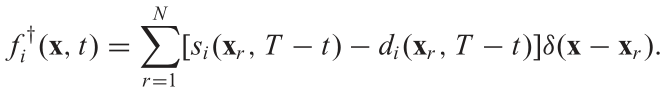 f_i^†(𝐱, t) = ∑_{r=1}^{N} [s_i(𝐱_r, T − t) − d_i(𝐱_r, T − t)]δ(𝐱 − 𝐱_r).